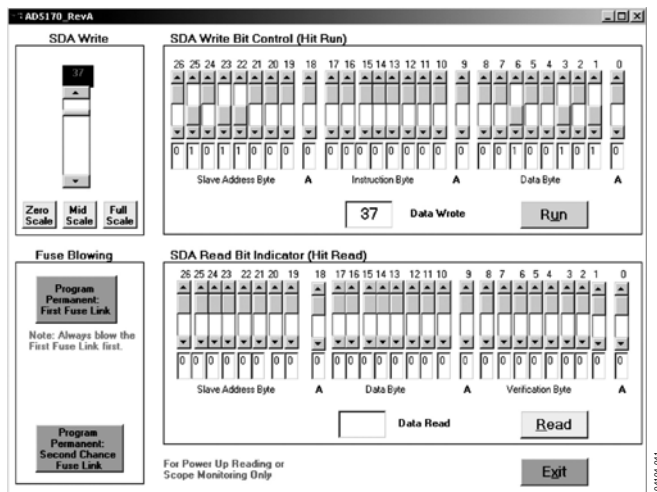 AD5170_RevA
SDA Write
37
Zero Scale
Mid Scale
Full Scale
SDA Write Bit Control (Hit Run)
26 25 24 23 22 21 20 19 18 17 16 15 14 13 12 11 10 9 8 7 6 5 4 3 2 1 0
0 1 0 1 1 0 0 0 0 0 0 0 0 0 0 0 0 0 0 0 1 0 0 1 0 1 0
Slave Address Byte A Instruction Byte A Data Byte A
37 Data Wrote Run
Fuse Blowing
Program
Permanent:
First Fuse Link
Note: Always blow the
First Fuse Link first.
Program
Permanent:
Second Chance
Fuse Link
SDA Read Bit Indicator (Hit Read)
26 25 24 23 22 21 20 19 18 17 16 15 14 13 12 11 10 9 8 7 6 5 4 3 2 1 0
0 0 0 0 0 0 0 0 0 0 0 0 0 0 0 0 0 0 0 0 0 0 0 0 0 0 0
Slave Address Byte A Data Byte A Verification Byte A
Data Read Read
For Power Up Reading or
Scope Monitoring Only
Exit